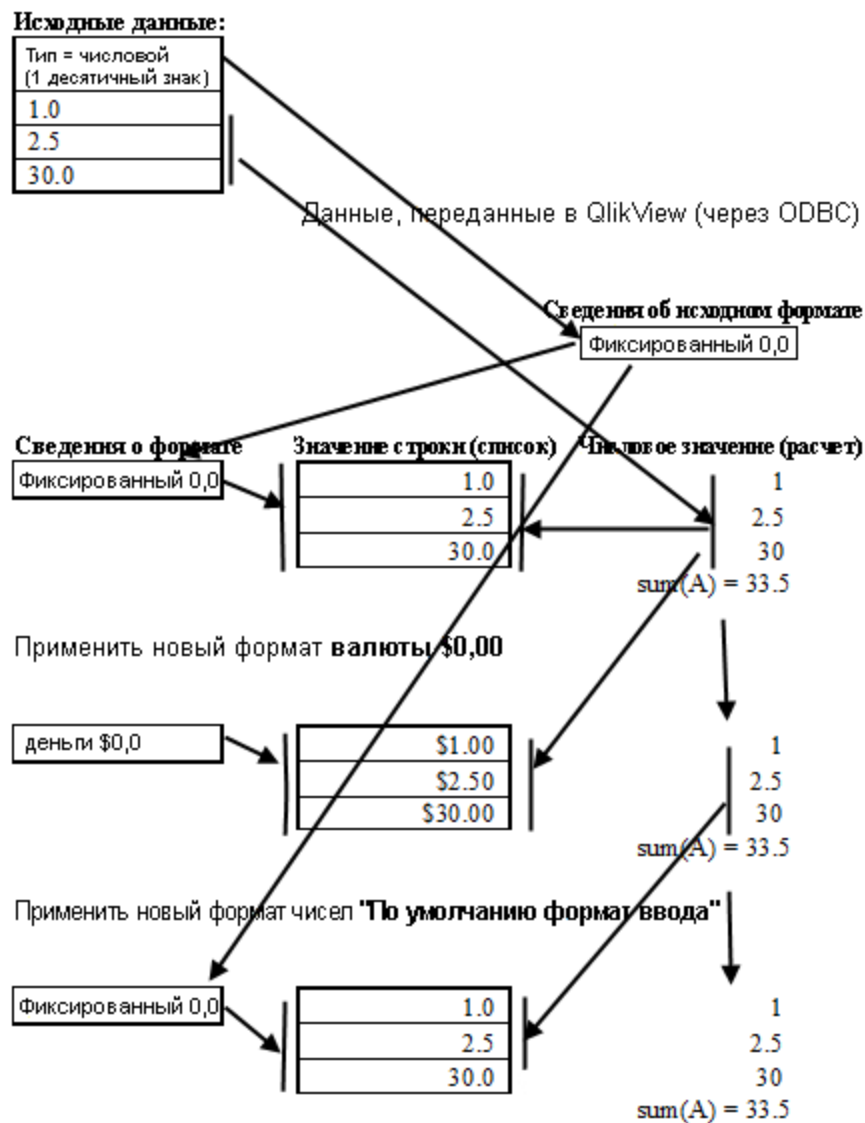 Исходные данные:
Тип = числовой
(1 десятичный знак)
1.0
2.5
30.0
Данные, переданные в QlikView (через ODBC)
Сведения об исходном формате
Фиксированный 0,0
Сведения о формате Значение строки (список) Числовое значение (расчет)
Фиксированный 0,0
1.0 1
2.5 2.5
30.0 30
sum(A) = 33.5
Применить новый формат валюты $0,00
деньги $0,0
$1.00 1
$2.50 2.5
$30.00 30
sum(A) = 33.5
Применить новый формат чисел "По умолчанию формат ввода"
Фиксированный 0,0
1.0 1
2.5 2.5
30.0 30
sum(A) = 33.5